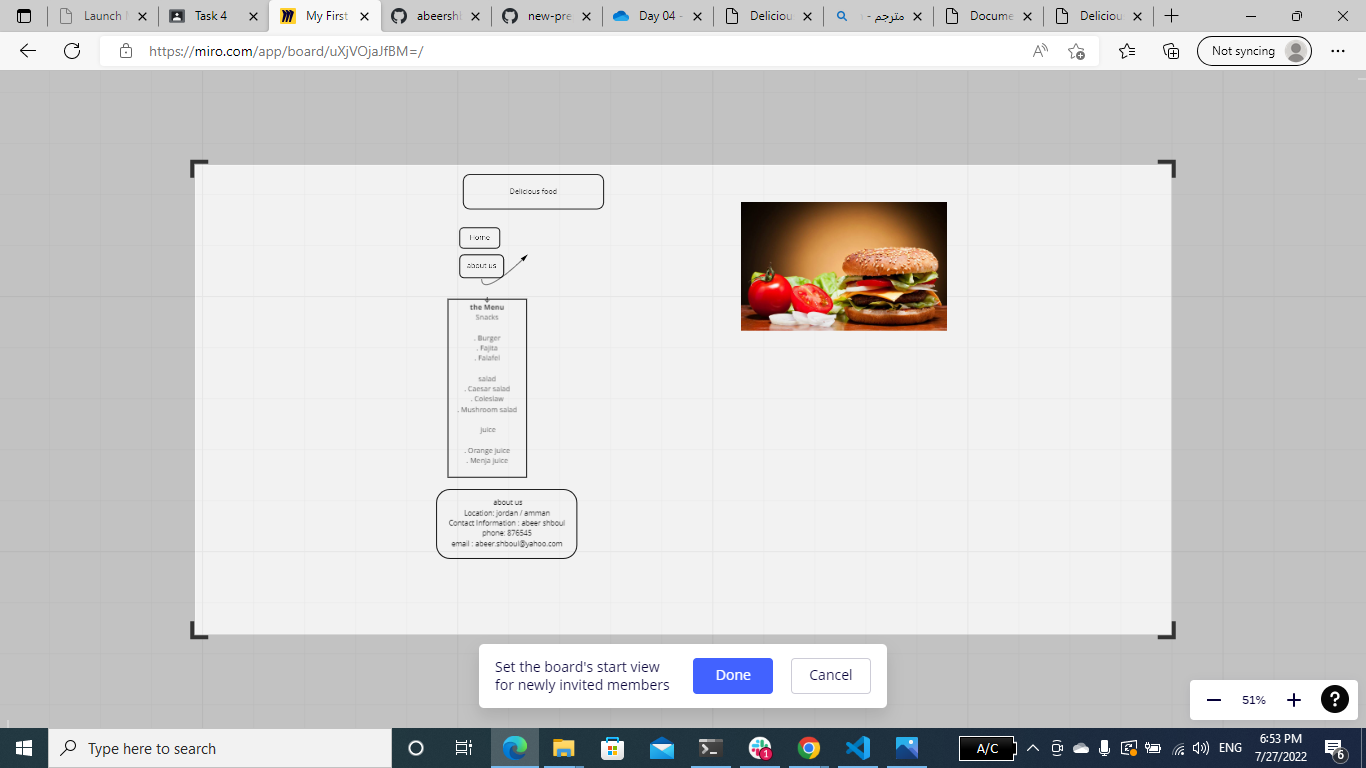 Launch M
Task 4
My First
abeersh
new-pre
Day 04 -
Deliciou
مترجم -
Docume
Deliciou
https://miro.com/app/board/uXjVOjaJfBM=/
Not syncing
Delicious food
Home
about us
the Menu
Snacks
. Burger
. Fajita
. Falafel
salad
. Caesar salad
. Coleslaw
. Mushroom salad
juice
. Orange juice
. Menja juice
about us
Location: jordan / amman
Contact Information : abeer shboul
phone: 876545
email : abeer.shboul@yahoo.com
Set the board's start view
for newly invited members
Done
Cancel
51%
?
Type here to search
1
A/C
ENG
6:53 PM
7/27/2022
6